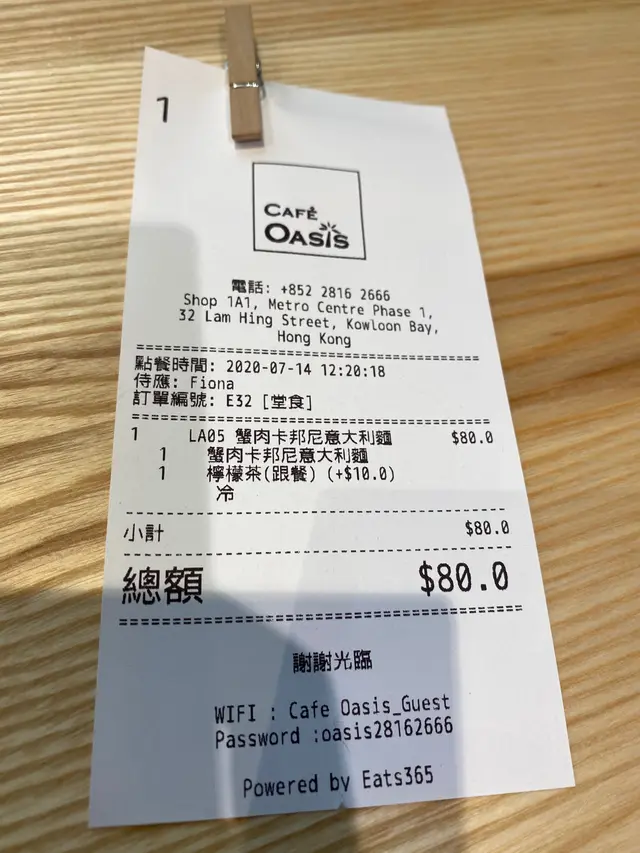 1
CAFÉ
OASIS
電話: +852 2816 2666
Shop 1A1, Metro Centre Phase 1,
32 Lam Hing Street, Kowloon Bay,
Hong Kong
點餐時間: 2020-07-14 12:20:18
侍應: Fiona
訂單編號: E32 [堂食]
1 LA05 蟹肉卡邦尼意大利麵 $80.0
1 蟹肉卡邦尼意大利麵
1 檸檬茶(跟餐) (+$10.0)
冷
小計 $80.0
總額 $80.0
謝謝光臨
WIFI : Cafe Oasis_Guest
Password :oasis28162666
Powered by Eats365